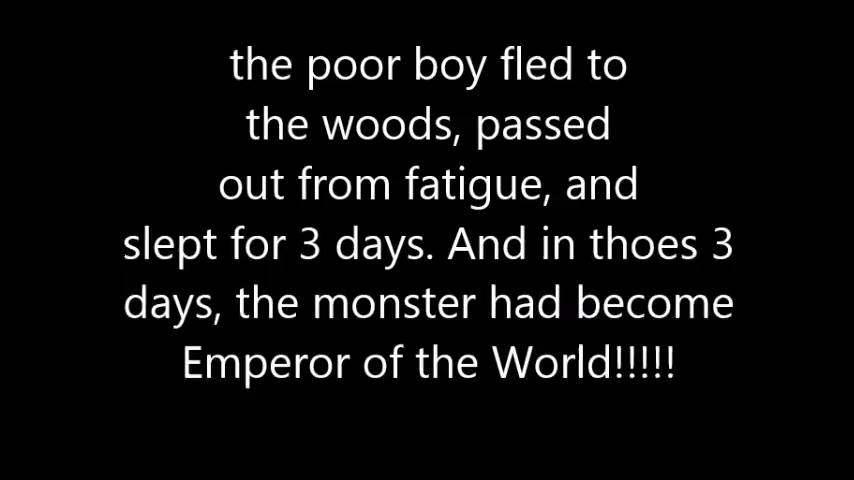 the poor boy fled to
the woods, passed
out from fatigue, and
slept for 3 days. And in thoes 3
days, the monster had become
Emperor of the World!!!!!